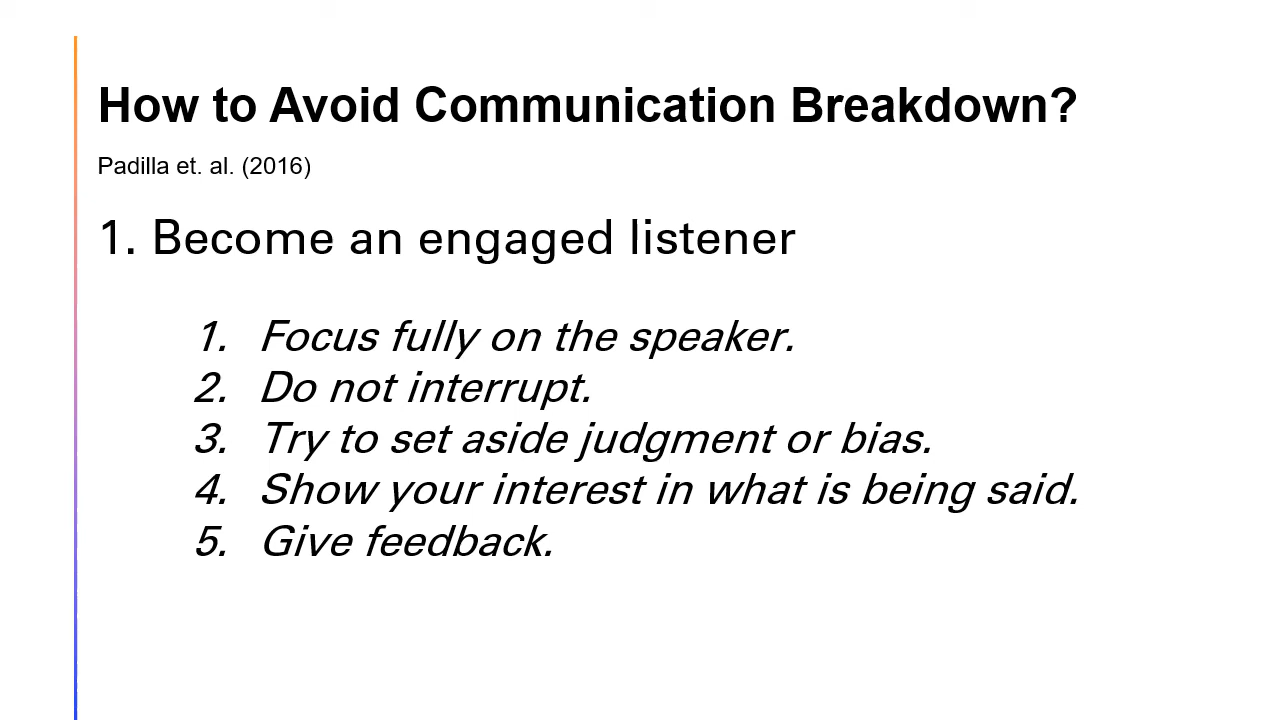 How to Avoid Communication Breakdown?
Padilla et. al. (2016)
1. Become an engaged listener
1. Focus fully on the speaker.
2. Do not interrupt.
3. Try to set aside judgment or bias.
4. Show your interest in what is being said.
5. Give feedback.